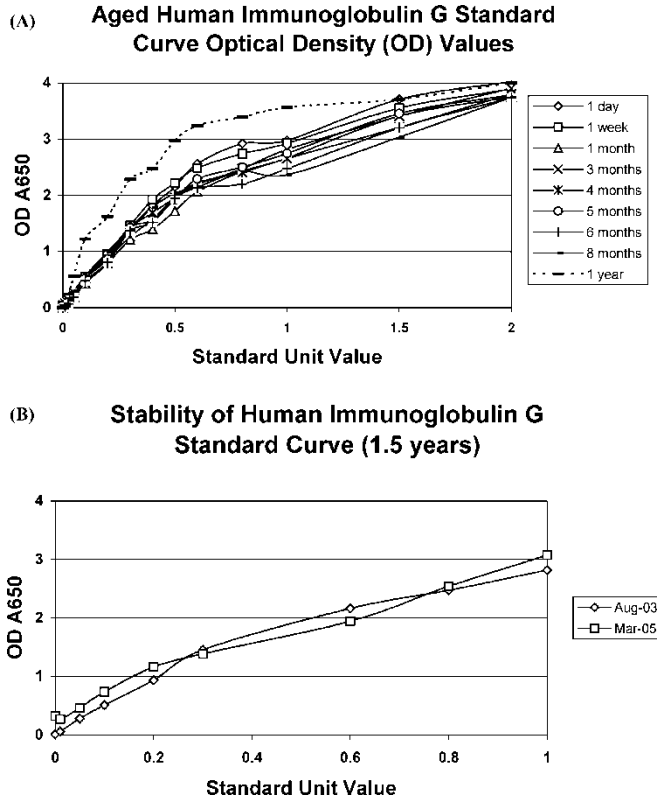 (A)
Aged Human Immunoglobulin G Standard
Curve Optical Density (OD) Values
4
3
2
1
0
OD A650
0
0.5
1
1.5
2
Standard Unit Value
1 day
1 week
1 month
3 months
4 months
5 months
6 months
8 months
1 year
(B)
Stability of Human Immunoglobulin G
Standard Curve (1.5 years)
4
3
2
1
0
OD A650
0
0.2
0.4
0.6
0.8
1
Standard Unit Value
Aug-03
Mar-05